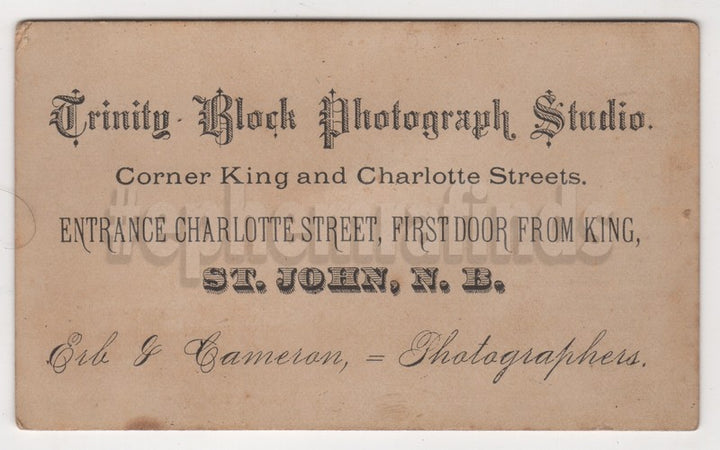 Trinity Block Photograph Studio.
Corner King and Charlotte Streets.
ENTRANCE CHARLOTTE STREET, FIRST DOOR FROM KING,
ST. JOHN, N. B.
Erb & Cameron, = Photographers.
#ephemerafinds